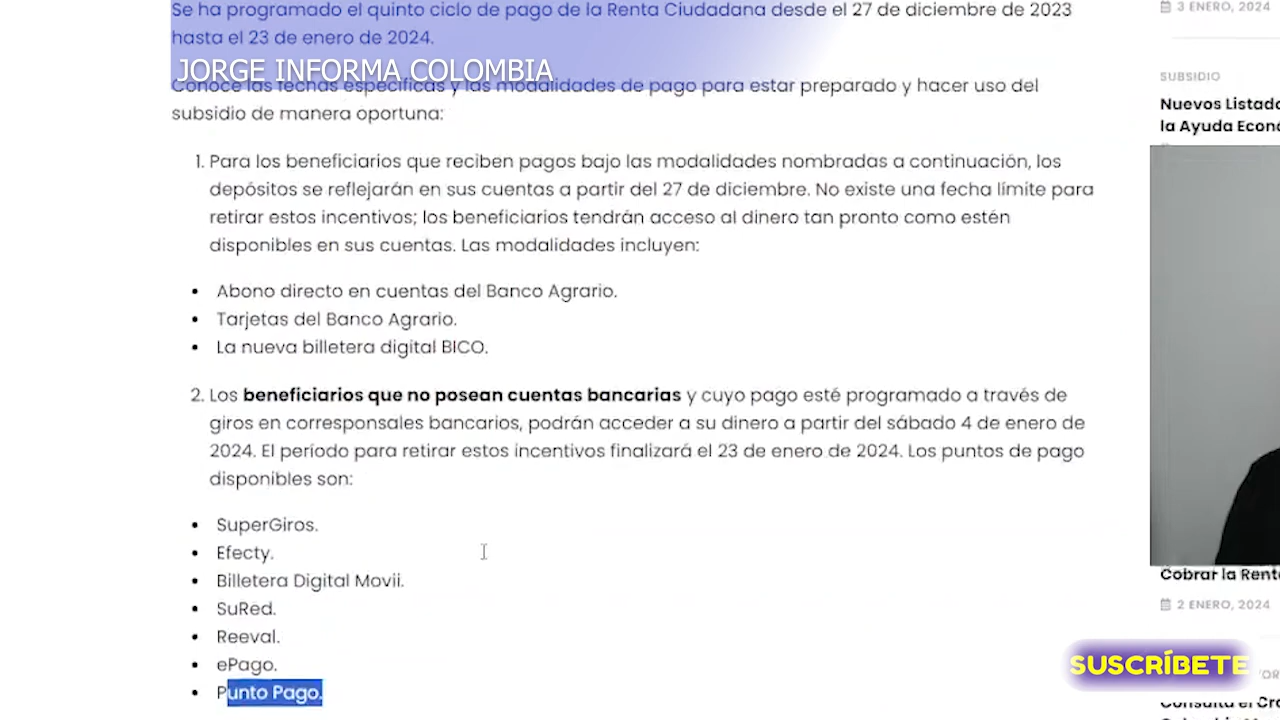 Se ha programado el quinto ciclo de pago de la Renta Ciudadana desde el 27 de diciembre de 2023
hasta el 23 de enero de 2024.
JORGE INFORMA COLOMBIA
Conoce las fechas específicas y las modalidades de pago para estar preparado y hacer uso del
subsidio de manera oportuna:
1. Para los beneficiarios que reciben pagos bajo las modalidades nombradas a continuación, los
depósitos se reflejarán en sus cuentas a partir del 27 de diciembre. No existe una fecha límite para
retirar estos incentivos; los beneficiarios tendrán acceso al dinero tan pronto como estén
disponibles en sus cuentas. Las modalidades incluyen:
• Abono directo en cuentas del Banco Agrario.
• Tarjetas del Banco Agrario.
• La nueva billetera digital BICO.
2. Los beneficiarios que no posean cuentas bancarias y cuyo pago esté programado a través de
giros en corresponsales bancarios, podrán acceder a su dinero a partir del sábado 4 de enero de
2024. El período para retirar estos incentivos finalizará el 23 de enero de 2024. Los puntos de pago
disponibles son:
• SuperGiros.
• Efecty.
• Billetera Digital Movii.
• SuRed.
• Reeval.
• ePago.
• Punto Pago.
3 ENERO, 2024
SUBSIDIO
Nuevos Listado
la Ayuda Econ
Cobrar la Rent
2 ENERO, 2024
SUSCRÍBETE
Consulta el